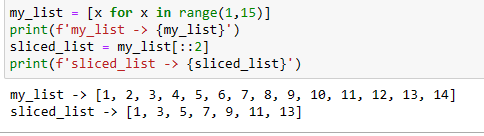 my_list = [x for x in range(1,15)]
print(f'my_list -> {my_list}')
sliced_list = my_list[::2]
print(f'sliced_list -> {sliced_list}')
my_list -> [1, 2, 3, 4, 5, 6, 7, 8, 9, 10, 11, 12, 13, 14]
sliced_list -> [1, 3, 5, 7, 9, 11, 13]